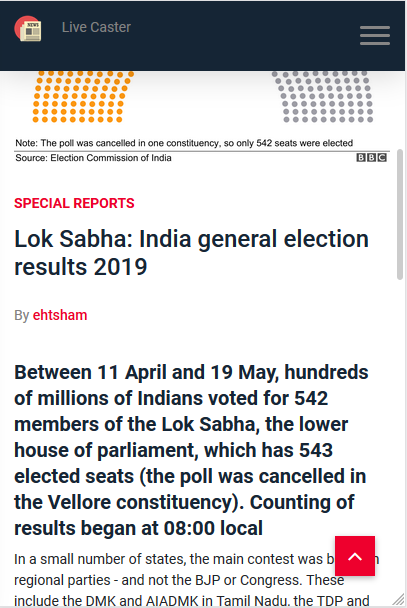 NEWS
Live Caster
Note: The poll was cancelled in one constituency, so only 542 seats were elected
Source: Election Commission of India
BBC
SPECIAL REPORTS
Lok Sabha: India general election
results 2019
By ehtsham
Between 11 April and 19 May, hundreds
of millions of Indians voted for 542
members of the Lok Sabha, the lower
house of parliament, which has 543
elected seats (the poll was cancelled in
the Vellore constituency). Counting of
results began at 08:00 local
In a small number of states, the main contest was
regional parties - and not the BJP or Congress. These
include the DMK and AIADMK in Tamil Nadu, the TDP and